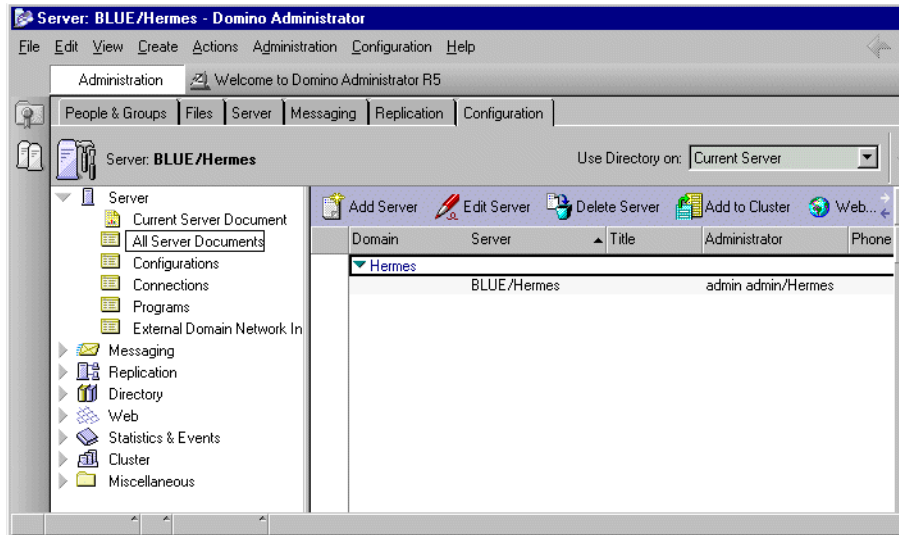 Server: BLUE/Hermes - Domino Administrator
File Edit View Create Actions Administration Configuration Help
Administration Welcome to Domino Administrator R5
People & Groups Files Server Messaging Replication Configuration
Server: BLUE/Hermes Use Directory on: Current Server
Server
Current Server Document
All Server Documents
Configurations
Connections
Programs
External Domain Network In
Messaging
Replication
Directory
Web
Statistics & Events
Cluster
Miscellaneous
Add Server Edit Server Delete Server Add to Cluster Web...
Domain Server Title Administrator Phone
Hermes
BLUE/Hermes admin admin/Hermes